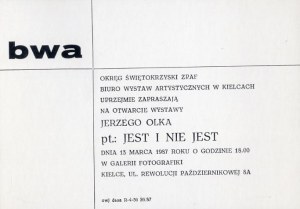 bwa
OKRĘG ŚWIĘTOKRZYSKI ZPAF
BIURO WYSTAW ARTYSTYCZNYCH W KIELCACH
UPRZEJMIE ZAPRASZAJĄ
NA OTWARCIE WYSTAWY
JERZEGO OLKA
pt.: JEST I NIE JEST
DNIA 13 MARCA 1987 ROKU O GODZINIE 18.00
W GALERII FOTOGRAFIKI
KIELCE, UL. REWOLUCJI PAŹDZIERNIKOWEJ 5A